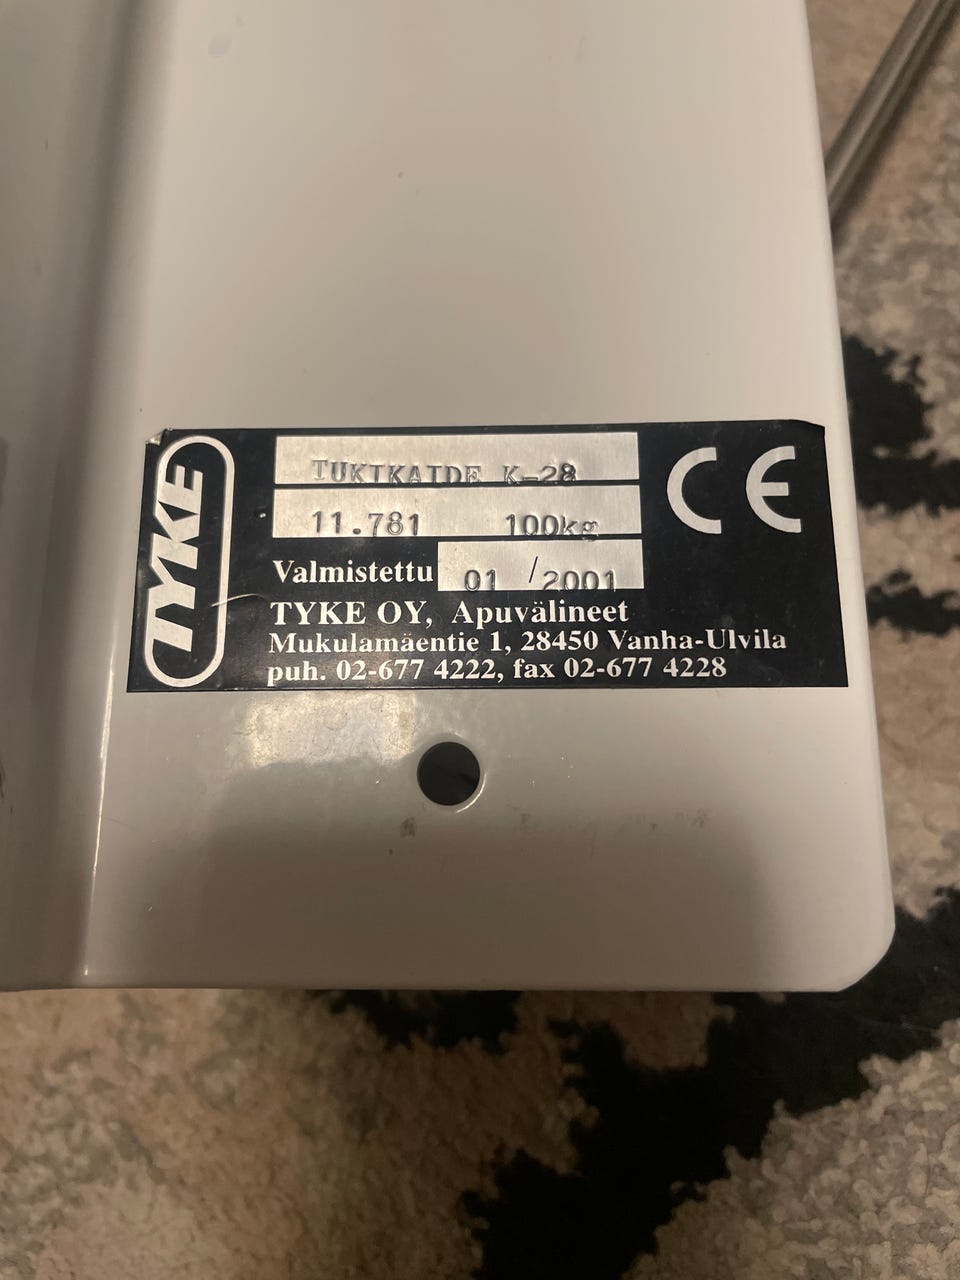 TYKE
TUKIKAIDE K-28
11.781 100kg
Valmistettu 01 / 2001
TYKE OY, Apuvälineet
Mukulamäentie 1, 28450 Vanha-Ulvila
puh. 02-677 4222, fax 02-677 4228
CE